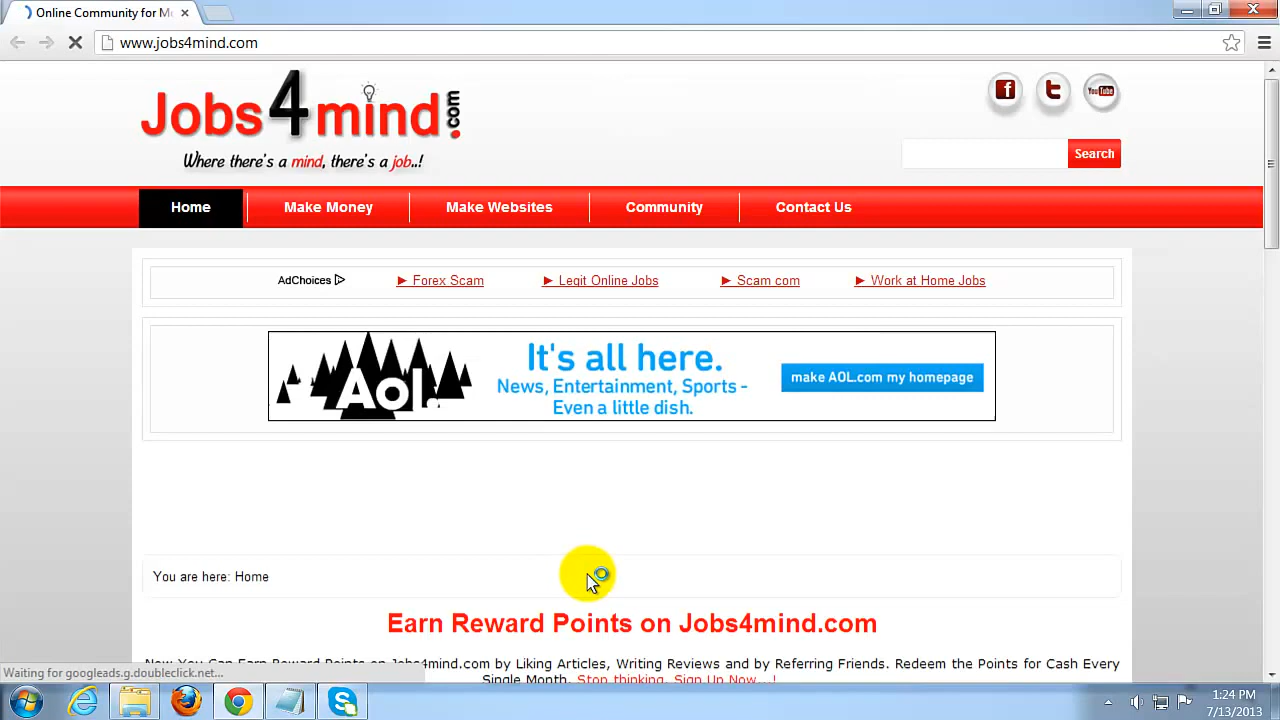 Online Community for Mo
www.jobs4mind.com
Jobs4mind.com
Where there's a mind, there's a job..!
f
t
You Tube
Search
Home
Make Money
Make Websites
Community
Contact Us
AdChoices
► Forex Scam
► Legit Online Jobs
► Scam com
► Work at Home Jobs
Aol.
It's all here.
News, Entertainment, Sports -
Even a little dish.
make AOL.com my homepage
You are here: Home
Earn Reward Points on Jobs4mind.com
Now You Can Earn Reward Points on Jobs4mind.com by Liking Articles, Writing Reviews and by Referring Friends. Redeem the Points for Cash Every
Single Month. Stop thinking, Sign Up Now...!
Waiting for googleads.g.doubleclick.net...
1:24 PM
7/13/2013